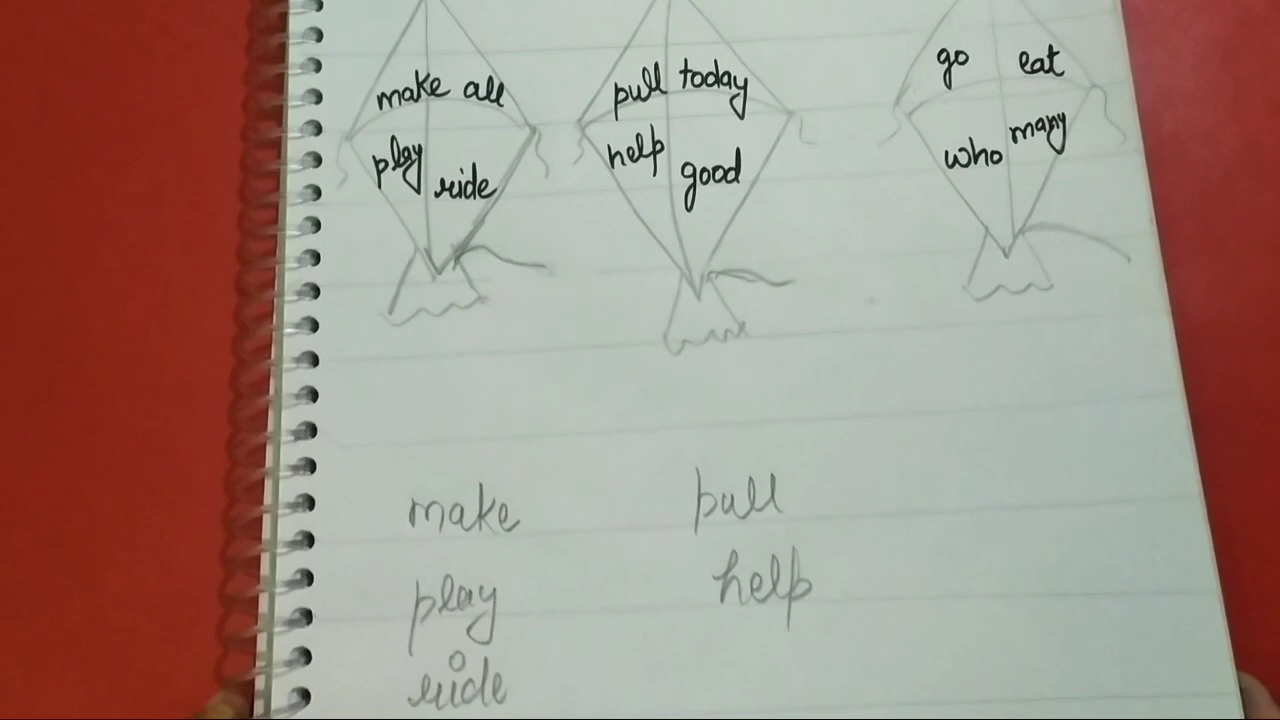 make all
play ride
pull today
help good
go eat
who many
make
play
ride
pull
help